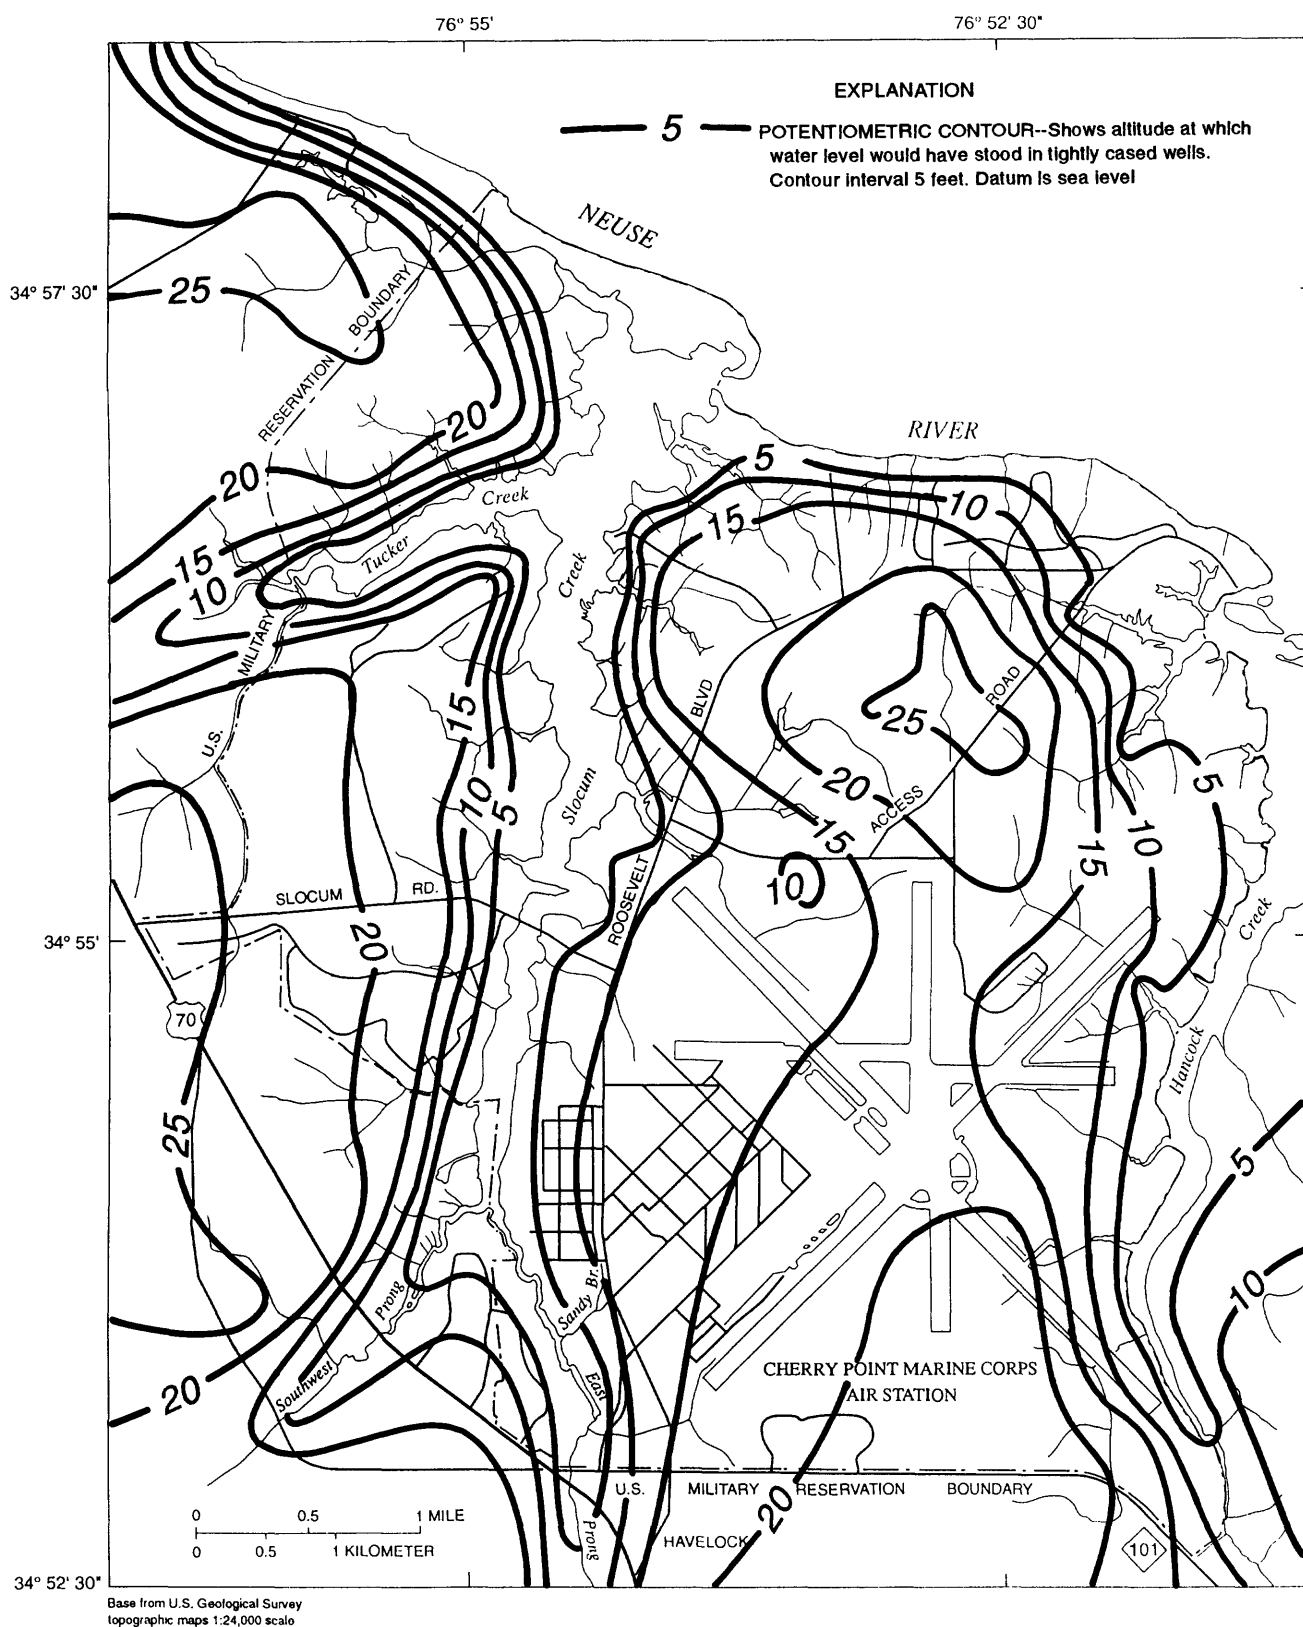 76° 55'
76° 52' 30"
EXPLANATION
5
POTENTIOMETRIC CONTOUR--Shows altitude at which
water level would have stood in tightly cased wells.
Contour interval 5 feet. Datum is sea level
NEUSE
34° 57' 30"
25
BOUNDARY
RESERVATION
20
RIVER
20
5
Creek
10
15
15
Tucker
Creek
10
MILITARY
Slocum
BLVD
ROAD
15
25
U.S.
5
20
10
5
ACCESS
15
10
15
SLOCUM RD.
ROOSEVELT
10
Creek
34° 55'
20
70
Hancock
25
5
Sandy Br.
10
Prong
CHERRY POINT MARINE CORPS
AIR STATION
20
Southwest
East
U.S. MILITARY RESERVATION BOUNDARY
20
0 0.5 1 MILE
0 0.5 1 KILOMETER
Prong
HAVELOCK
101
34° 52' 30"
Base from U.S. Geological Survey
topographic maps 1:24,000 scale